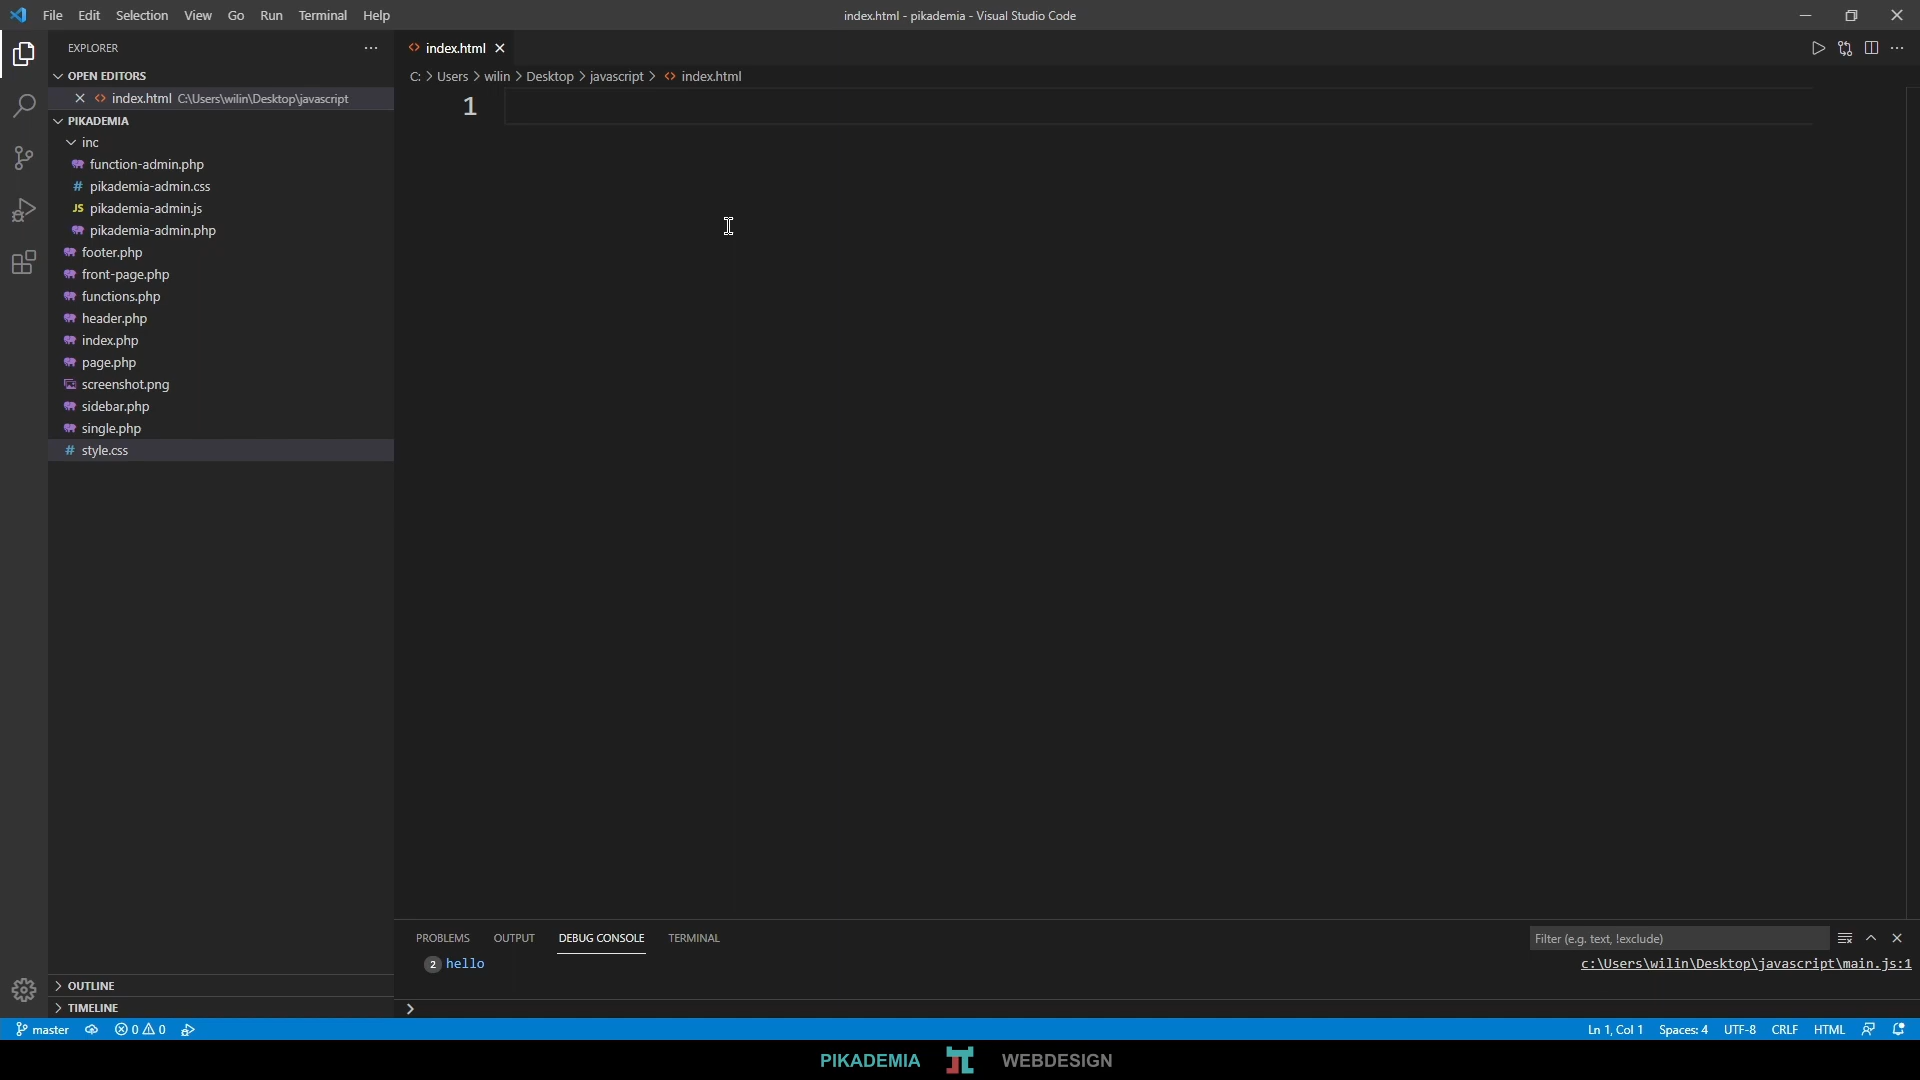 File Edit Selection View Go Run Terminal Help
index.html - pikademia - Visual Studio Code
EXPLORER
OPEN EDITORS
index.html C:\Users\wilin\Desktop\javascript
PIKADEMIA
inc
function-admin.php
# pikademia-admin.css
JS pikademia-admin.js
pikademia-admin.php
footer.php
front-page.php
functions.php
header.php
index.php
page.php
screenshot.png
sidebar.php
single.php
# style.css
OUTLINE
TIMELINE
index.html
C: > Users > wilin > Desktop > javascript > index.html
1
PROBLEMS OUTPUT DEBUG CONSOLE TERMINAL
Filter (e.g. text, !exclude)
2 hello
c:\Users\wilin\Desktop\javascript\main.js:1
master 0 0
Ln 1, Col 1 Spaces: 4 UTF-8 CRLF HTML
PIKADEMIA WEBDESIGN